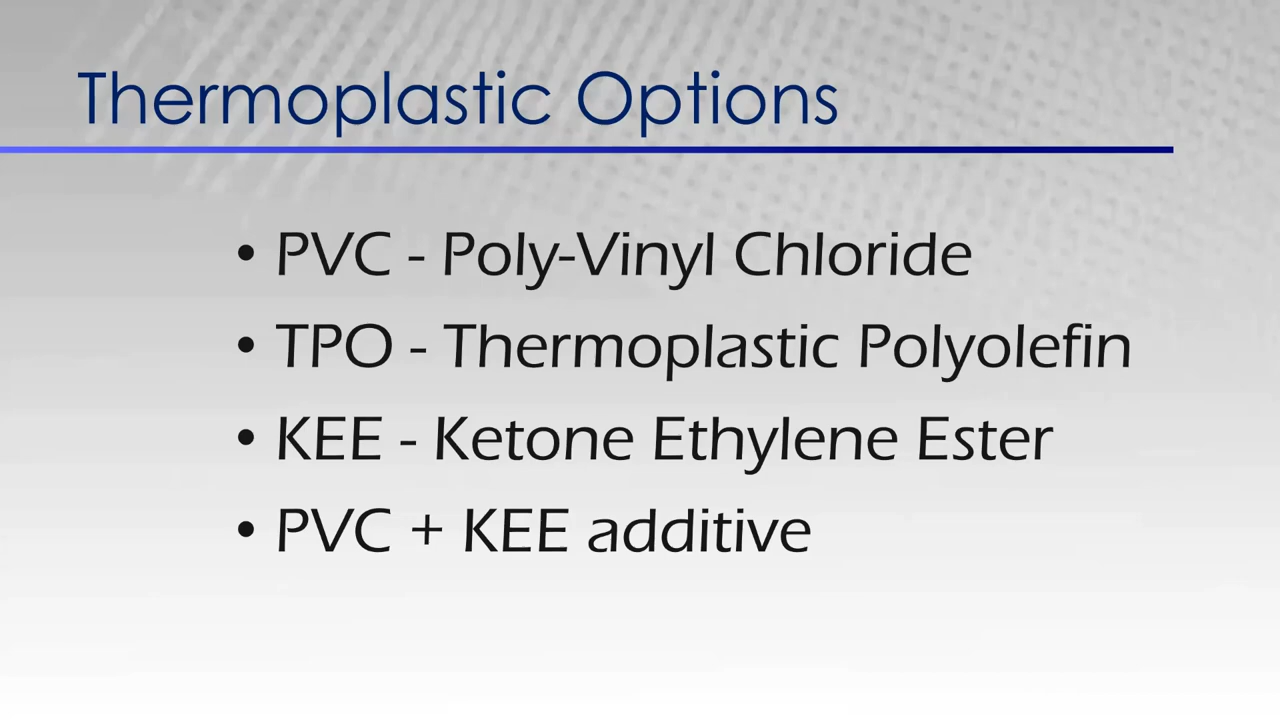 Thermoplastic Options
• PVC - Poly-Vinyl Chloride
• TPO - Thermoplastic Polyolefin
• KEE - Ketone Ethylene Ester
• PVC + KEE additive